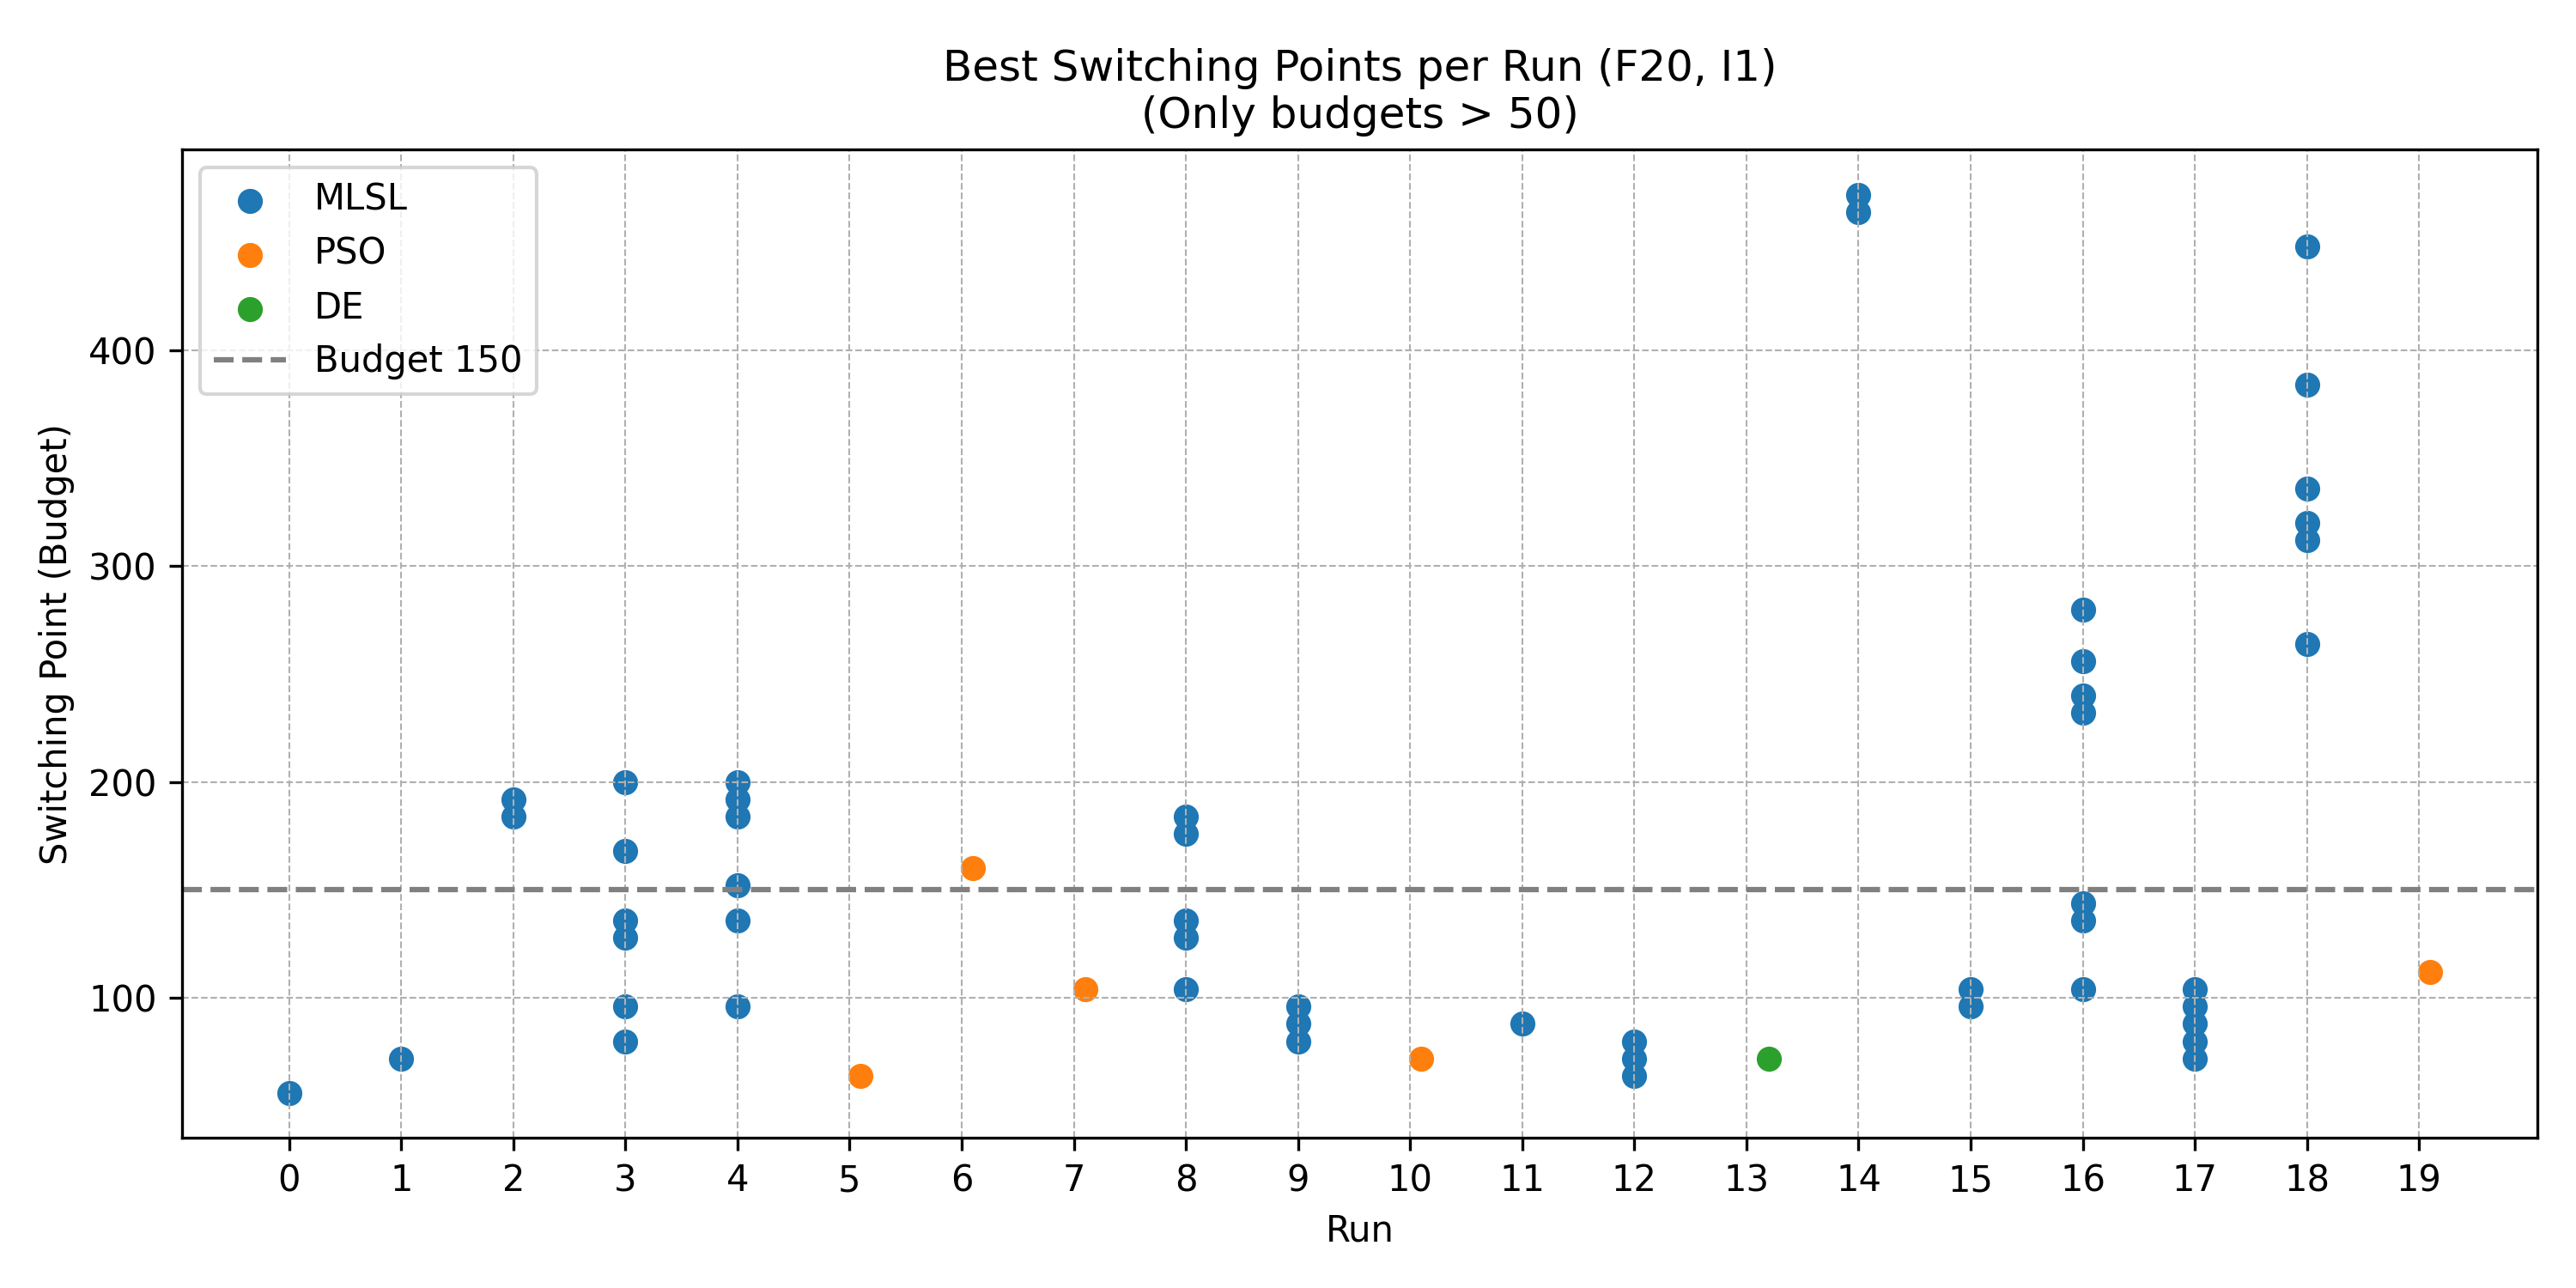 Best Switching Points per Run (F20, I1)
(Only budgets > 50)
MLSL
PSO
DE
Budget 150
Switching Point (Budget)
400
300
200
100
0 1 2 3 4 5 6 7 8 9 10 11 12 13 14 15 16 17 18 19
Run